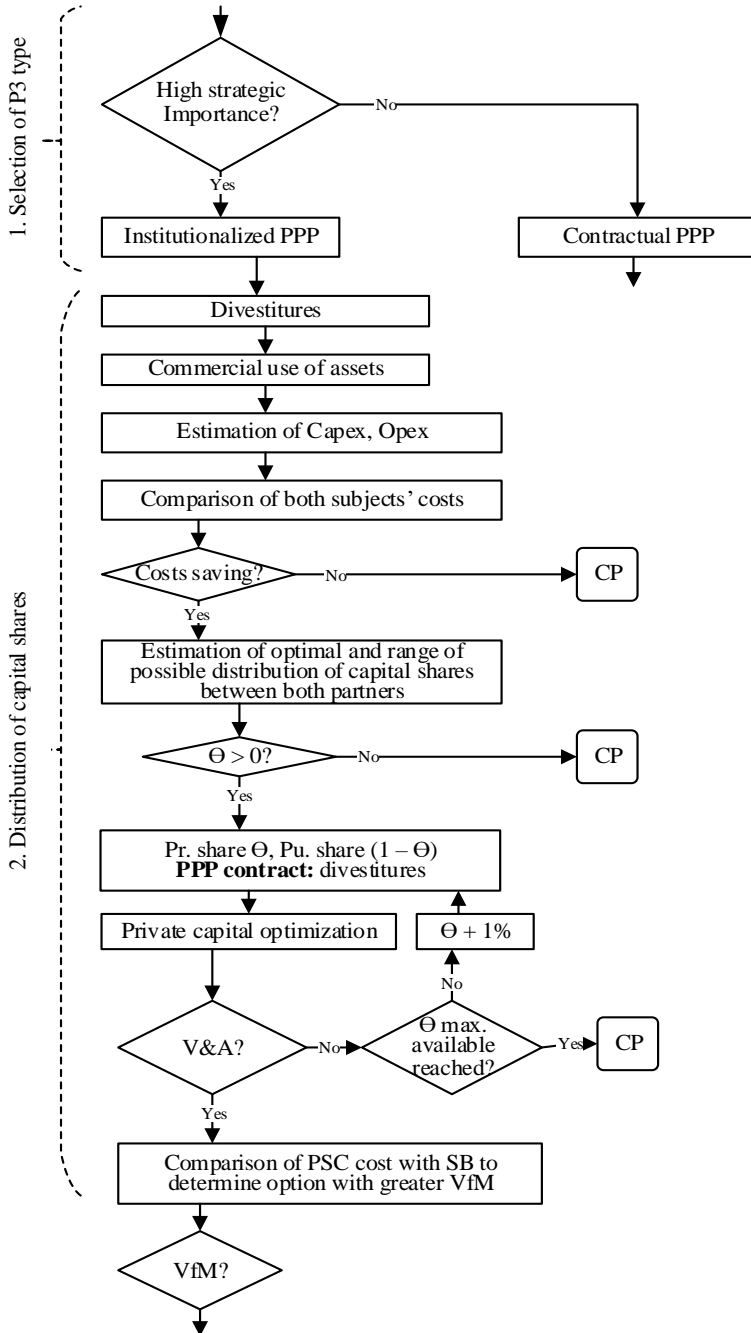 1. Selection of P3 type
High strategic
Importance?
No
Yes
Institutionalized PPP
Contractual PPP
2. Distribution of capital shares
Divestitures
Commercial use of assets
Estimation of Capex, Opex
Comparison of both subjects’ costs
Costs saving?
No
CP
Yes
Estimation of optimal and range of
possible distribution of capital shares
between both partners
Ɵ > 0?
No
CP
Yes
Pr. share Ɵ, Pu. share (1 – Ɵ)
PPP contract: divestitures
Private capital optimization
Ɵ + 1%
No
V&A?
No
Ɵ max.
available
reached?
Yes
CP
Yes
Comparison of PSC cost with SB to
determine option with greater VfM
VfM?